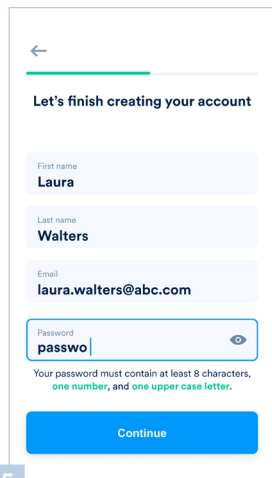 Let's finish creating your account
First name
Laura
Last name
Walters
Email
laura.walters@abc.com
Password
passwo
Your password must contain at least 8 characters,
one number, and one upper case letter.
Continue
5